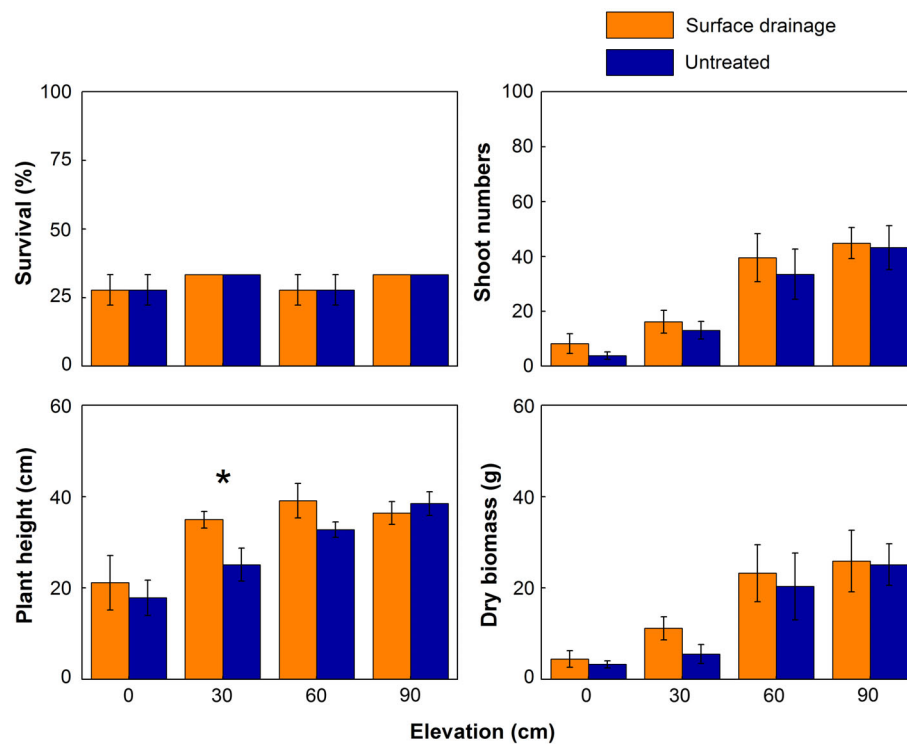 Surface drainage
Untreated
Survival (%)
100
75
50
25
0
Shoot numbers
100
80
60
40
20
0
Plant height (cm)
60
40
20
0
*
0 30 60 90
Dry biomass (g)
60
40
20
0
0 30 60 90
Elevation (cm)